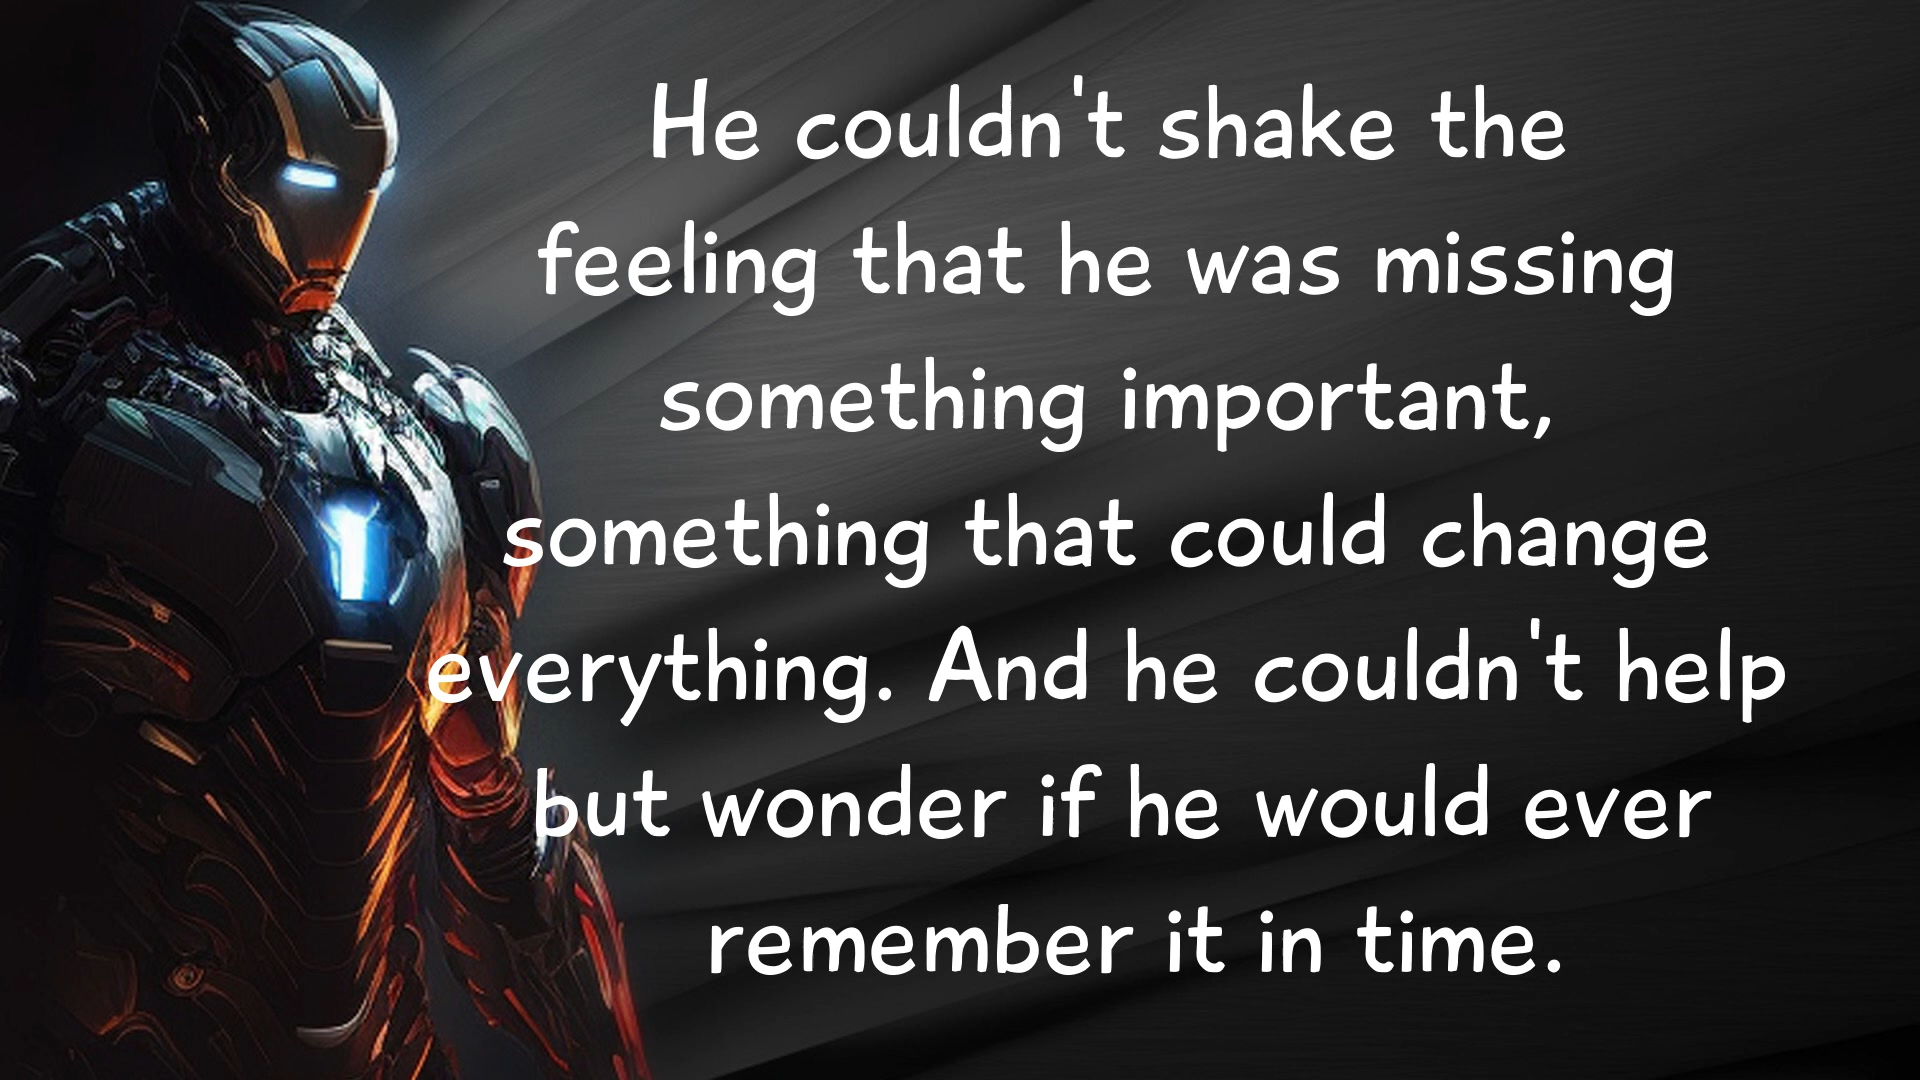 He couldn't shake the
feeling that he was missing
something important,
something that could change
everything. And he couldn't help
but wonder if he would ever
remember it in time.